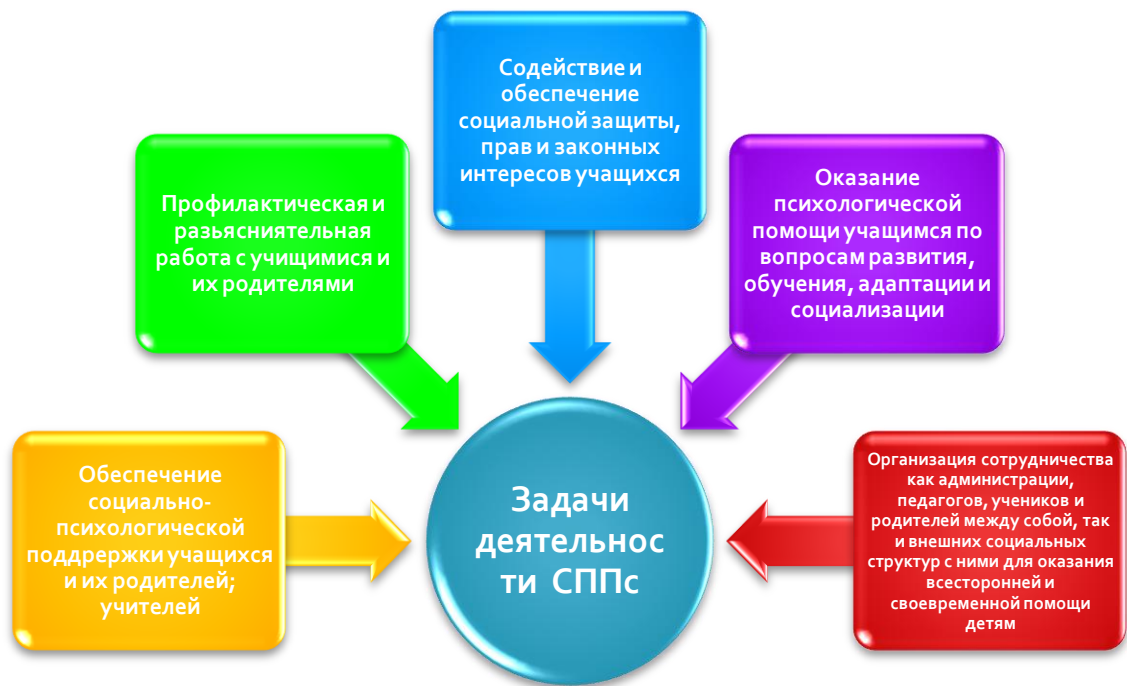 Содействие и
обеспечение
социальной защиты,
прав и законных
интересов учащихся
Профилактическая и
разьясниятельная
работа с учищимися и
их родителями
Оказание
психологической
помощи учащимся по
вопросам развития,
обучения, адаптации и
социализации
Обеспечение
социально-
психологической
поддрержки учащихся
и их родителей;
учителей
Задачи
деятельнос
ти СППс
Организация сотрудничества
как администрации,
педагогов, учеников и
родителей между собой, так
и внешних социальных
структур с ними для оказания
всесторонней и
своевременной помощи
детям